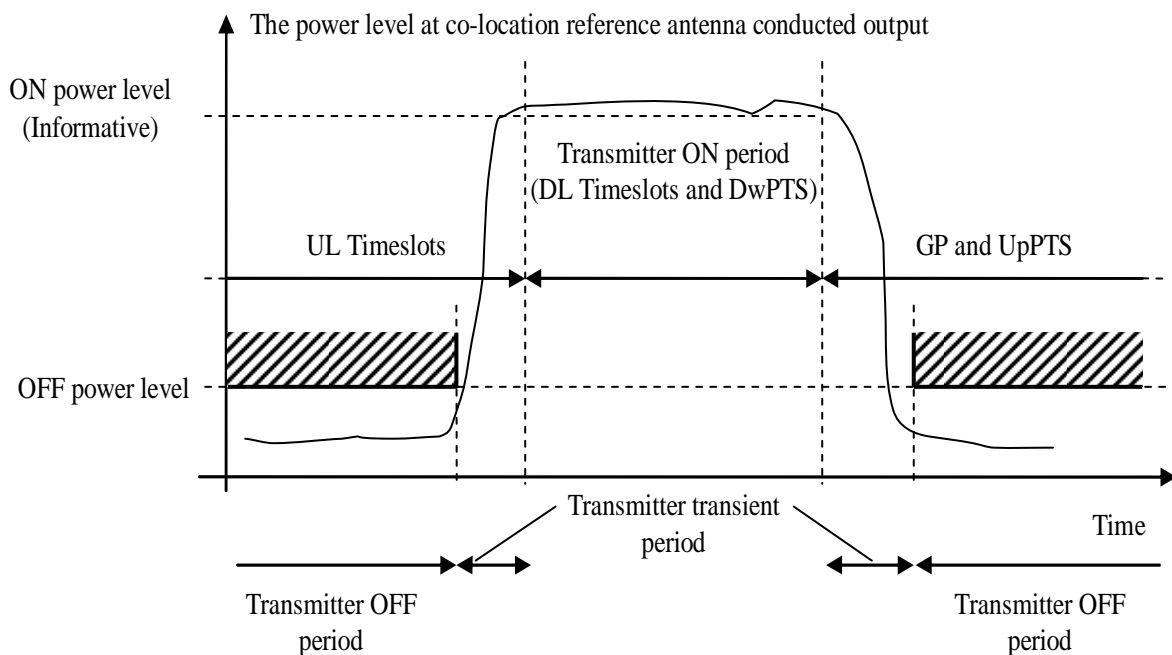 The power level at co-location reference antenna conducted output
ON power level
(Informative)
Transmitter ON period
(DL Timeslots and DwPTS)
UL Timeslots
GP and UpPTS
OFF power level
Transmitter transient
period
Time
Transmitter OFF
period
Transmitter OFF
period